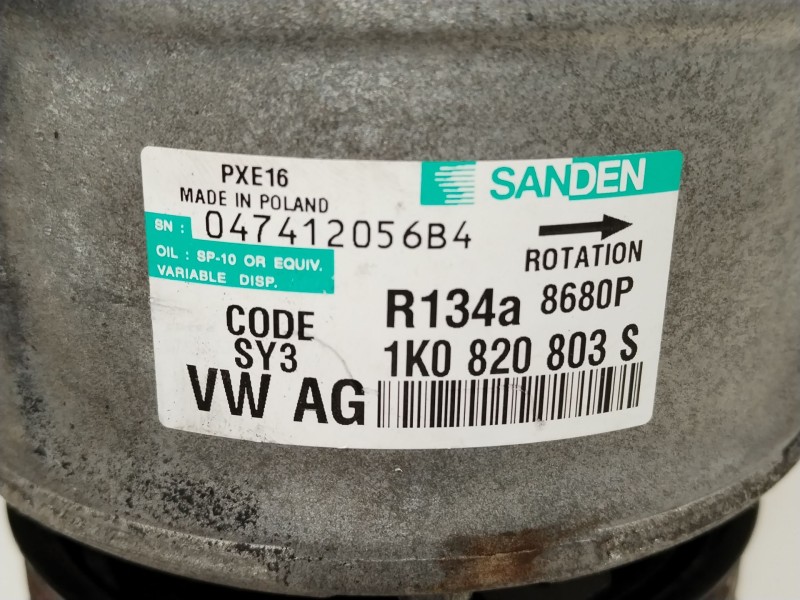 PXE16
SANDEN
MADE IN POLAND
SN : 047412056B4
ROTATION
OIL : SP-10 OR EQUIV.
VARIABLE DISP.
R134a 8680P
CODE
SY3
1K0 820 803 S
VW AG